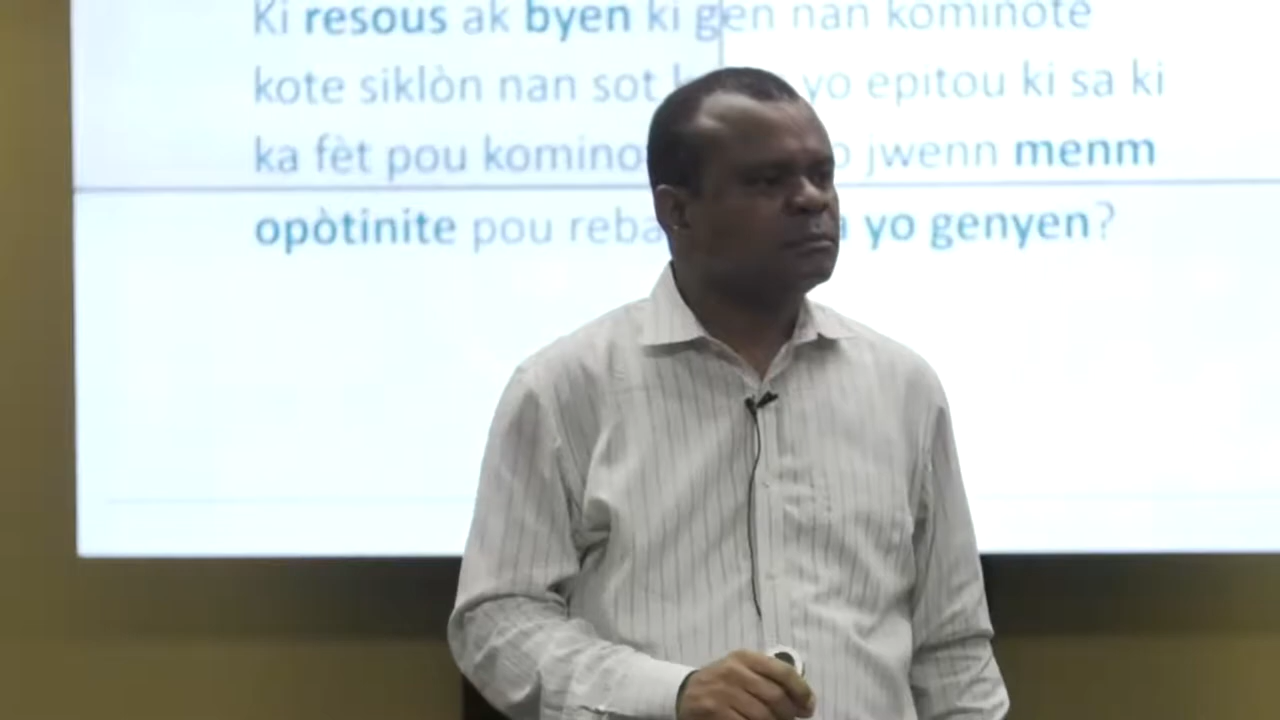 Ki resous ak byen ki gen nan kominote
kote siklòn nan sot yo epitou ki sa ki
ka fèt pou jwenn menm
opòtinite pou yo genyen?